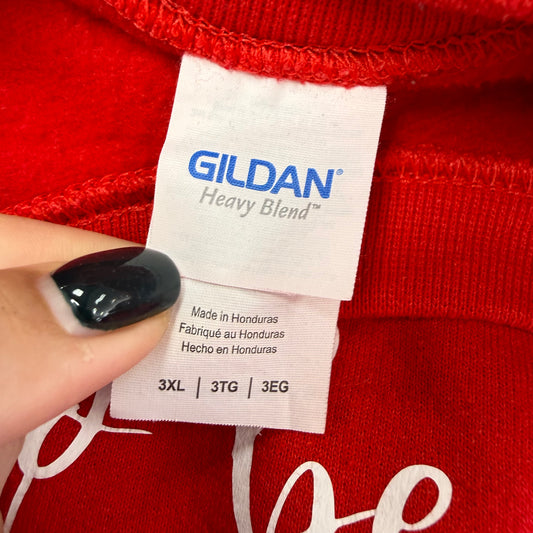 GILDAN®
Heavy Blend™
Made in Honduras
Fabriqué au Honduras
Hecho en Honduras
3XL | 3TG | 3EG